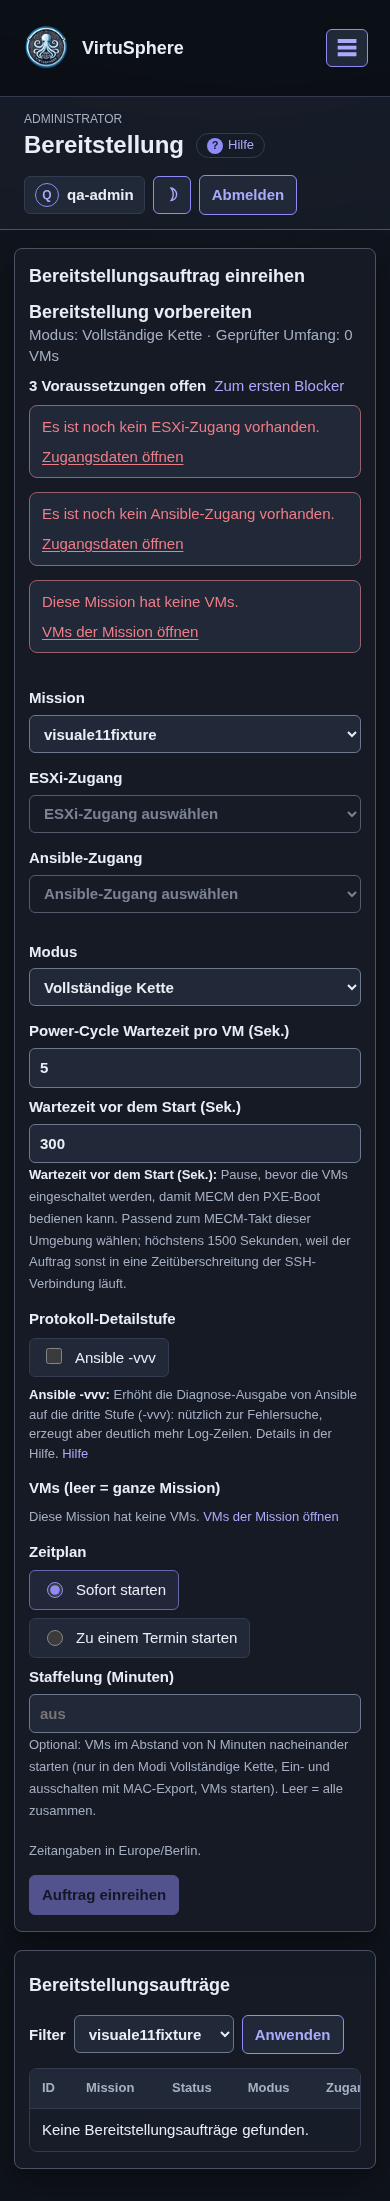 VirtuSphere
ADMINISTRATOR
Bereitstellung
? Hilfe
Q qa-admin
Abmelden
Bereitstellungsauftrag einreihen
Bereitstellung vorbereiten
Modus: Vollständige Kette · Geprüfter Umfang: 0
VMs
3 Voraussetzungen offen Zum ersten Blocker
Es ist noch kein ESXi-Zugang vorhanden.
Zugangsdaten öffnen
Es ist noch kein Ansible-Zugang vorhanden.
Zugangsdaten öffnen
Diese Mission hat keine VMs.
VMs der Mission öffnen
Mission
visuale11fixture
ESXi-Zugang
ESXi-Zugang auswählen
Ansible-Zugang
Ansible-Zugang auswählen
Modus
Vollständige Kette
Power-Cycle Wartezeit pro VM (Sek.)
5
Wartezeit vor dem Start (Sek.)
300
Wartezeit vor dem Start (Sek.): Pause, bevor die VMs
eingeschaltet werden, damit MECM den PXE-Boot
bedienen kann. Passend zum MECM-Takt dieser
Umgebung wählen; höchstens 1500 Sekunden, weil der
Auftrag sonst in eine Zeitüberschreitung der SSH-
Verbindung läuft.
Protokoll-Detailstufe
Ansible -vvv
Ansible -vvv: Erhöht die Diagnose-Ausgabe von Ansible
auf die dritte Stufe (-vvv): nützlich zur Fehlersuche,
erzeugt aber deutlich mehr Log-Zeilen. Details in der
Hilfe. Hilfe
VMs (leer = ganze Mission)
Diese Mission hat keine VMs. VMs der Mission öffnen
Zeitplan
Sofort starten
Zu einem Termin starten
Staffelung (Minuten)
aus
Optional: VMs im Abstand von N Minuten nacheinander
starten (nur in den Modi Vollständige Kette, Ein- und
ausschalten mit MAC-Export, VMs starten). Leer = alle
zusammen.
Zeitangaben in Europe/Berlin.
Auftrag einreihen
Bereitstellungsaufträge
Filter visuale11fixture Anwenden
ID Mission Status Modus Zugan
Keine Bereitstellungsaufträge gefunden.